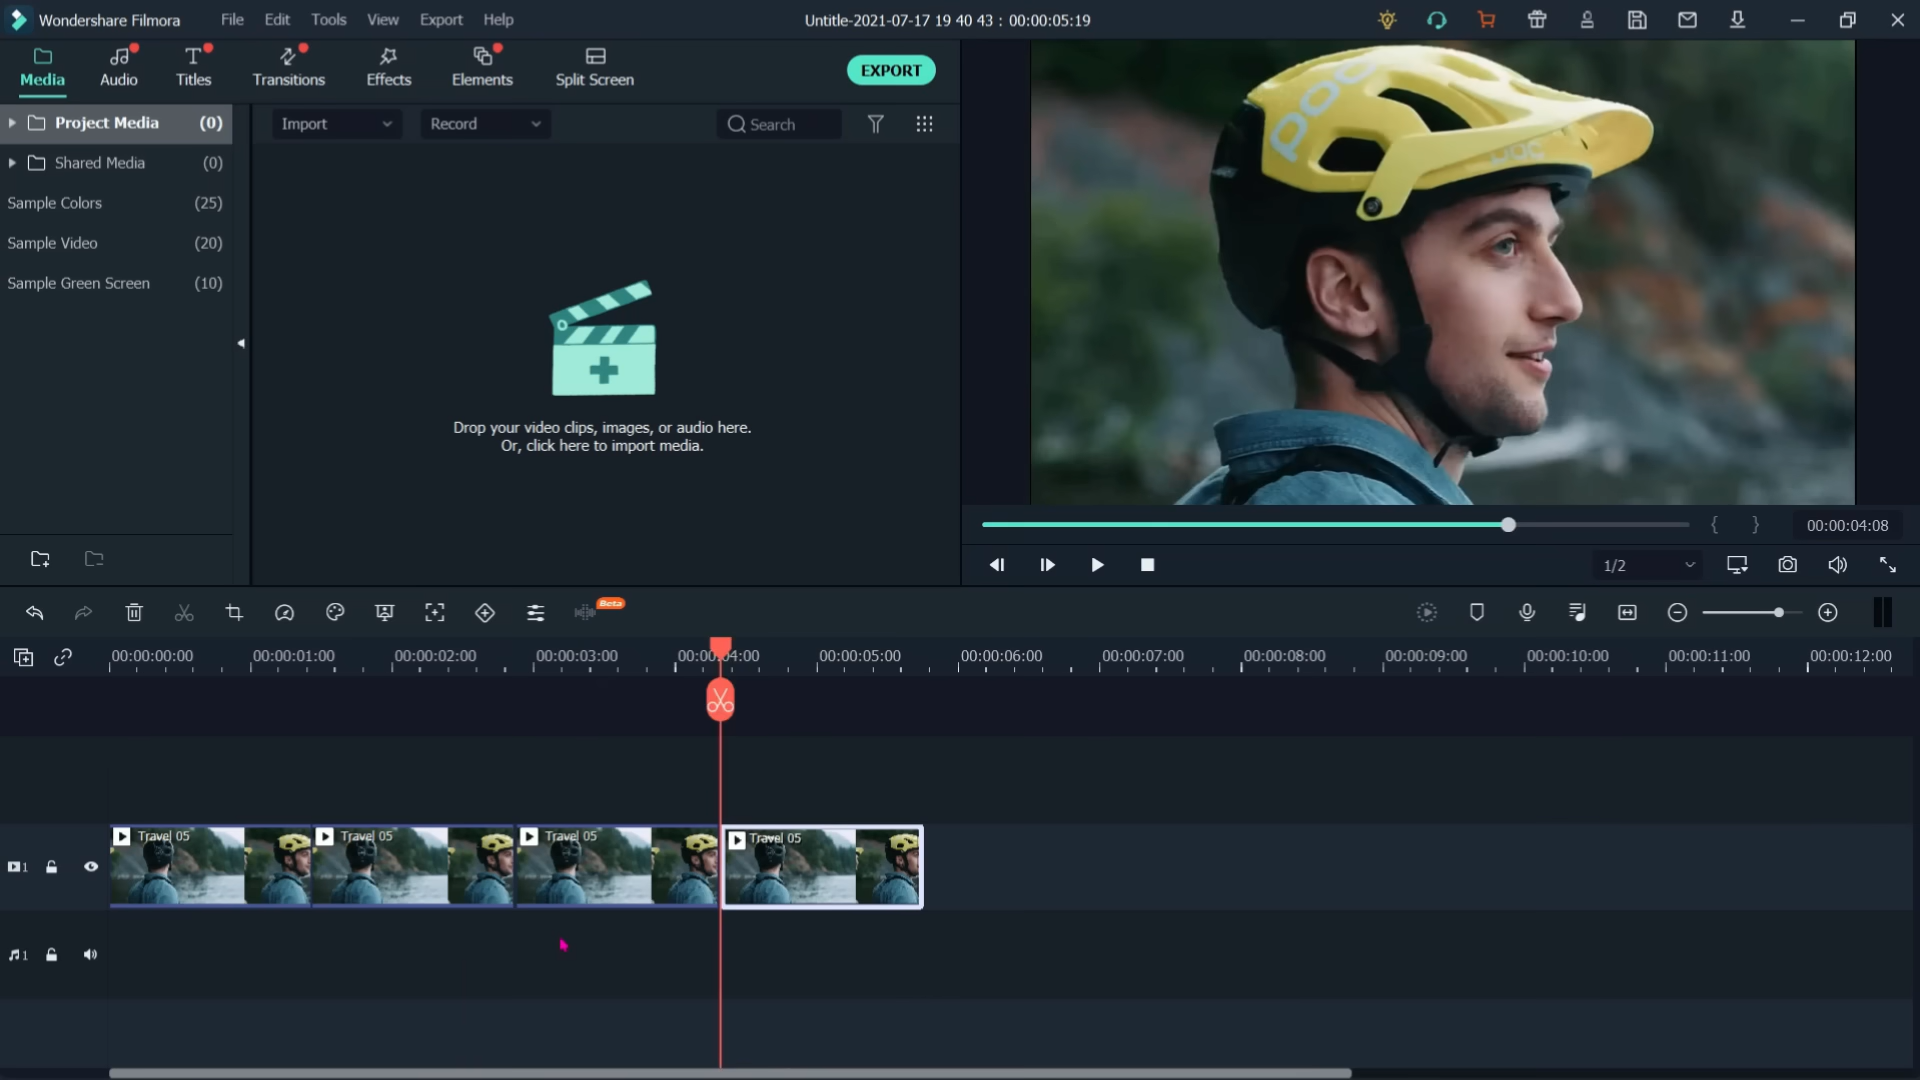 Wondershare Filmora
File Edit Tools View Export Help
Untitle-2021-07-17 19 40 43 : 00:00:05:19
Media Audio Titles Transitions Effects Elements Split Screen
EXPORT
Project Media (0)
Shared Media (0)
Sample Colors (25)
Sample Video (20)
Sample Green Screen (10)
Import Record Search
Drop your video clips, images, or audio here.
Or, click here to import media.
POC
POC
00:00:04:08
1/2
Beta
00:00:00:00 00:00:01:00 00:00:02:00 00:00:03:00 00:00:04:00 00:00:05:00 00:00:06:00 00:00:07:00 00:00:08:00 00:00:09:00 00:00:10:00 00:00:11:00 00:00:12:00
Travel 05 Travel 05 Travel 05 Travel 05
1
1